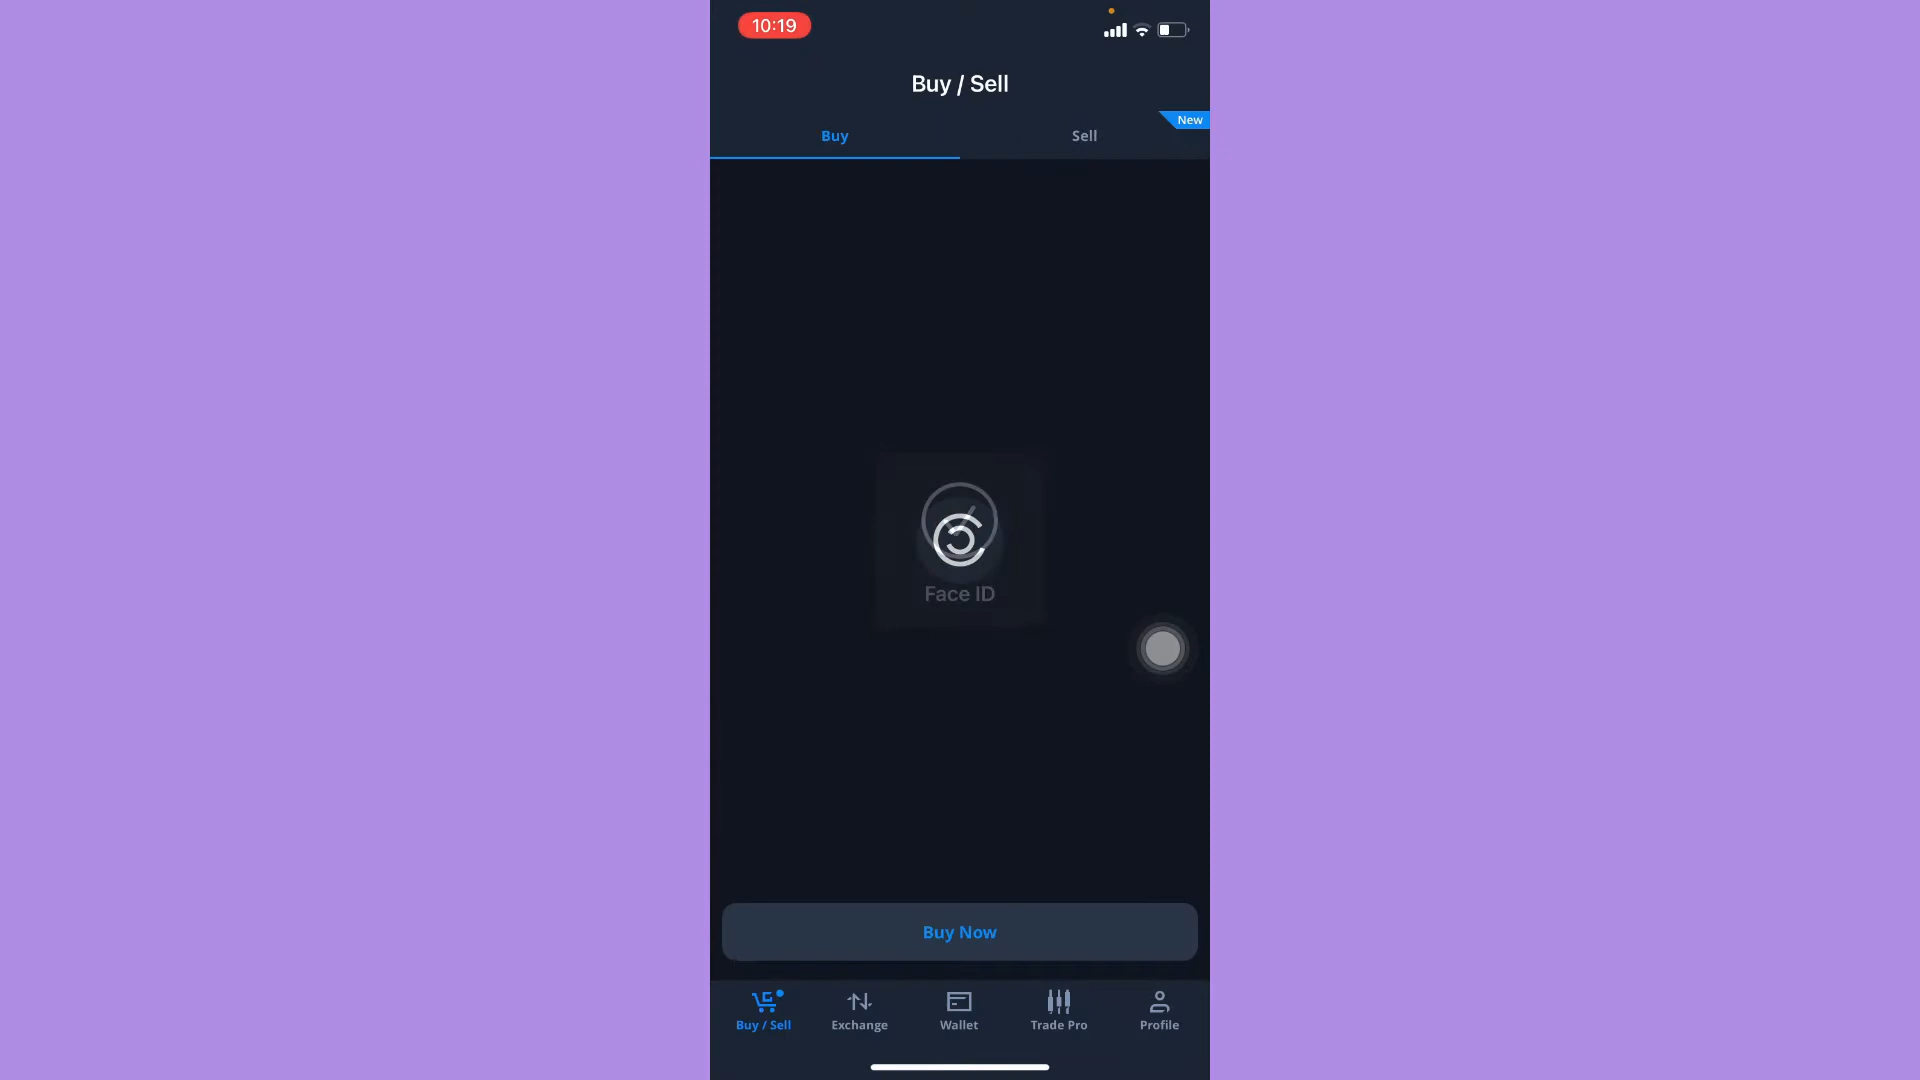 10:19
Buy / Sell
New
Buy
Sell
Face ID
Buy Now
Buy / Sell
Exchange
Wallet
Trade Pro
Profile